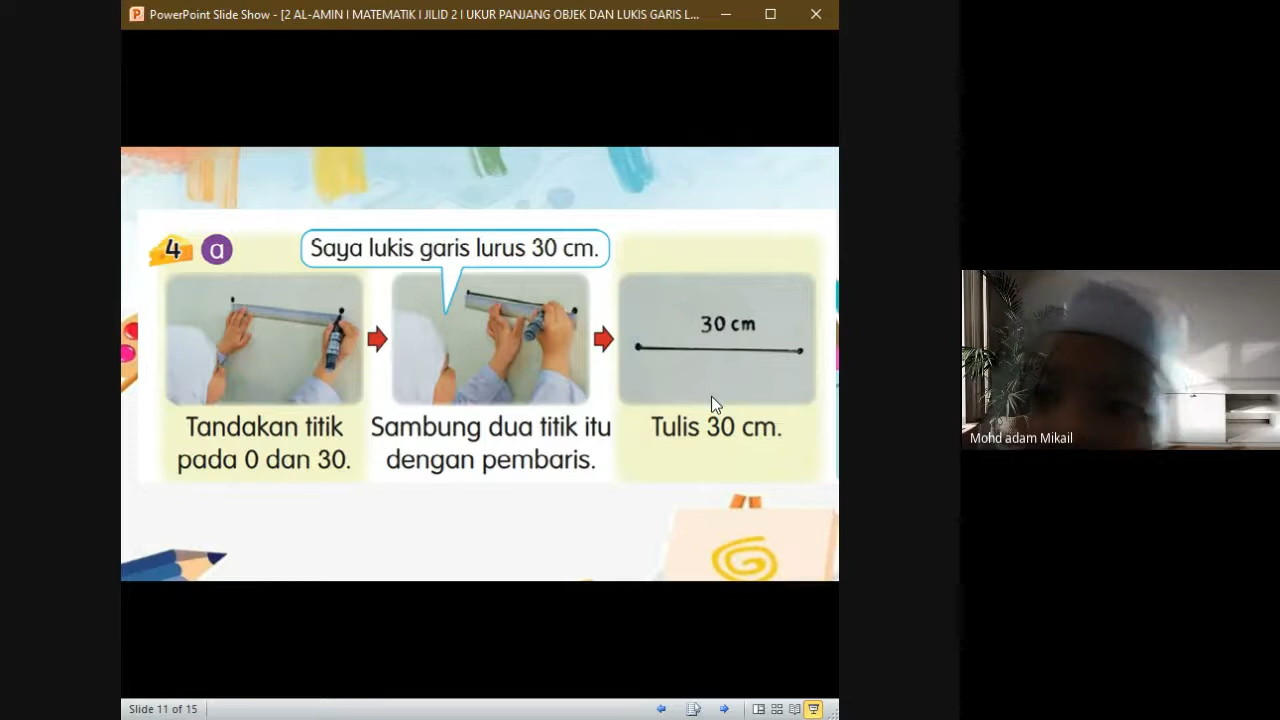 PowerPoint Slide Show - [2 AL-AMIN I MATEMATIK I JILID 2 I UKUR PANJANG OBJEK DAN LUKIS GARIS L...
4 a
Saya lukis garis lurus 30 cm.
30 cm
Tandakan titik
pada 0 dan 30.
Sambung dua titik itu
dengan pembaris.
Tulis 30 cm.
Mohd adam Mikail
Slide 11 of 15